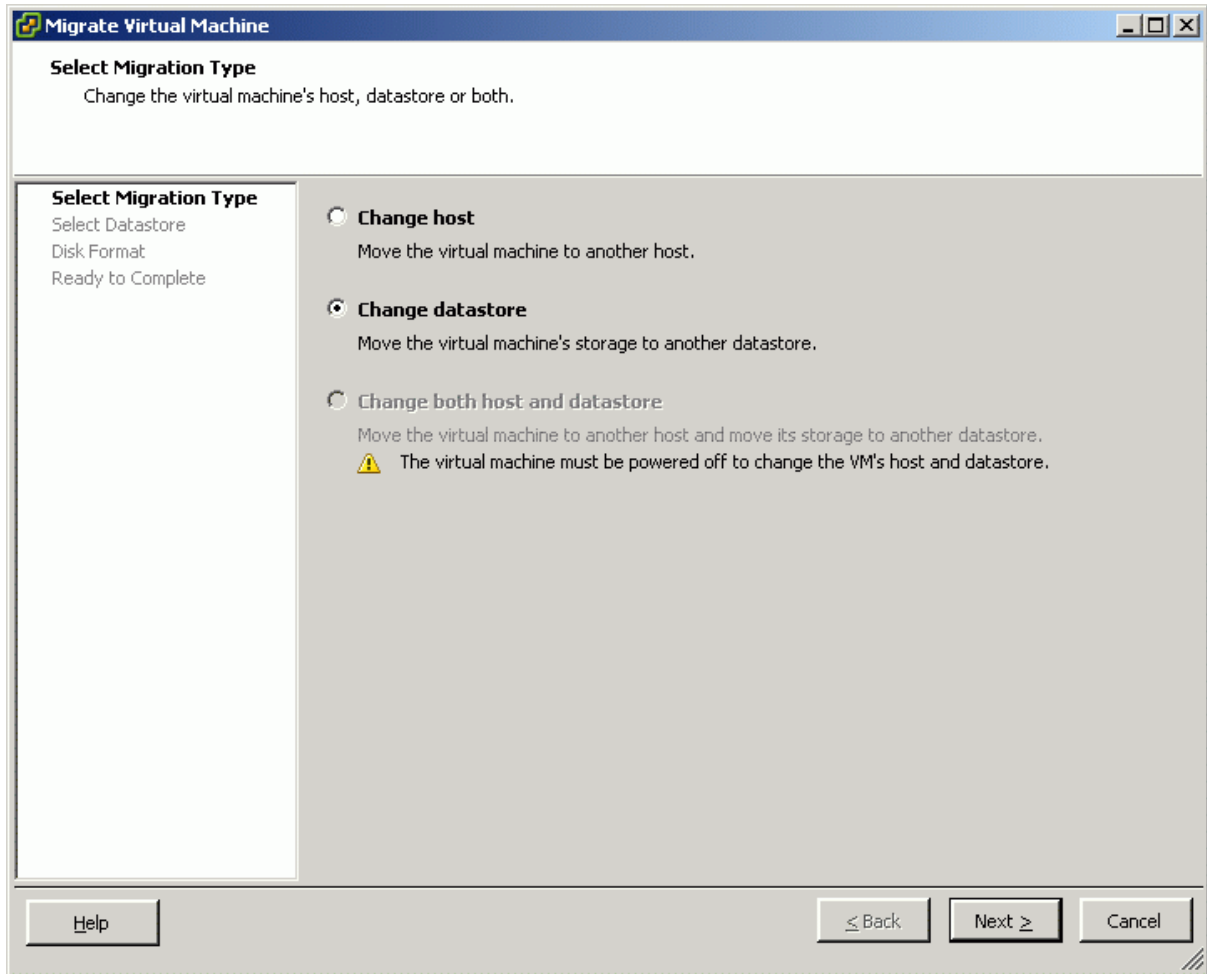 Migrate Virtual Machine
Select Migration Type
Change the virtual machine's host, datastore or both.
Select Migration Type
Select Datastore
Disk Format
Ready to Complete
Change host
Move the virtual machine to another host.
Change datastore
Move the virtual machine's storage to another datastore.
Change both host and datastore
Move the virtual machine to another host and move its storage to another datastore.
The virtual machine must be powered off to change the VM's host and datastore.
Help
< Back
Next >
Cancel